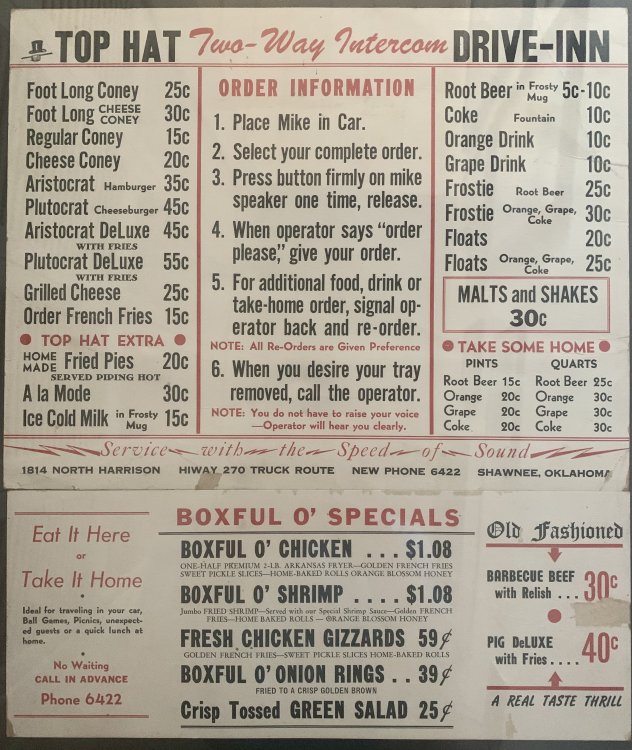 TOP HAT Two-Way Intercom DRIVE-INN
Foot Long Coney 25c
Foot Long CHEESE CONEY 30c
Regular Coney 15c
Cheese Coney 20c
Aristocrat Hamburger 35c
Plutocrat Cheeseburger 45c
Aristocrat DeLuxe 45c
WITH FRIES
Plutocrat DeLuxe 55c
WITH FRIES
Grilled Cheese 25c
Order French Fries 15c
TOP HAT EXTRA
HOME MADE Fried Pies 20c
SERVED PIPING HOT
A la Mode 30c
Ice Cold Milk in Frosty Mug 15c
ORDER INFORMATION
1. Place Mike in Car.
2. Select your complete order.
3. Press button firmly on mike
speaker one time, release.
4. When operator says "order
please," give your order.
5. For additional food, drink or
take-home order, signal op-
erator back and re-order.
NOTE: All Re-Orders are Given Preference
6. When you desire your tray
removed, call the operator.
NOTE: You do not have to raise your voice
—Operator will hear you clearly.
Root Beer in Frosty Mug 5c-10c
Coke Fountain 10c
Orange Drink 10c
Grape Drink 10c
Frostie Root Beer 25c
Frostie Orange, Grape, Coke 30c
Floats 20c
Floats Orange, Grape, Coke 25c
MALTS and SHAKES
30c
TAKE SOME HOME
PINTS QUARTS
Root Beer 15c Root Beer 25c
Orange 20c Orange 30c
Grape 20c Grape 30c
Coke 20c Coke 30c
Service with the Speed of Sound
1814 NORTH HARRISON HIWAY 270 TRUCK ROUTE NEW PHONE 6422 SHAWNEE, OKLAHOMA
Eat It Here
or
Take It Home
Ideal for traveling in your car,
Ball Games, Picnics, unexpect-
ed guests or a quick lunch at
home.
No Waiting
CALL IN ADVANCE
Phone 6422
BOXFUL O' SPECIALS
BOXFUL O' CHICKEN ... $1.08
ONE-HALF PREMIUM 2-LB. ARKANSAS FRYER—GOLDEN FRENCH FRIES
SWEET PICKLE SLICES—HOME-BAKED ROLLS ORANGE BLOSSOM HONEY
BOXFUL O' SHRIMP .... $1.08
Jumbo FRIED SHRIMP—Served with our Special Shrimp Sauce—Golden FRENCH
FRIES—HOME BAKED ROLLS — ORANGE BLOSSOM HONEY
FRESH CHICKEN GIZZARDS 59¢
GOLDEN FRENCH FRIES—SWEET PICKLE SLICES HOME-BAKED ROLLS
BOXFUL O' ONION RINGS .. 39¢
FRIED TO A CRISP GOLDEN BROWN
Crisp Tossed GREEN SALAD 25¢
Old Fashioned
BARBECUE BEEF
with Relish ... 30c
PIG DeLUXE
with Fries .... 40c
A REAL TASTE THRILL